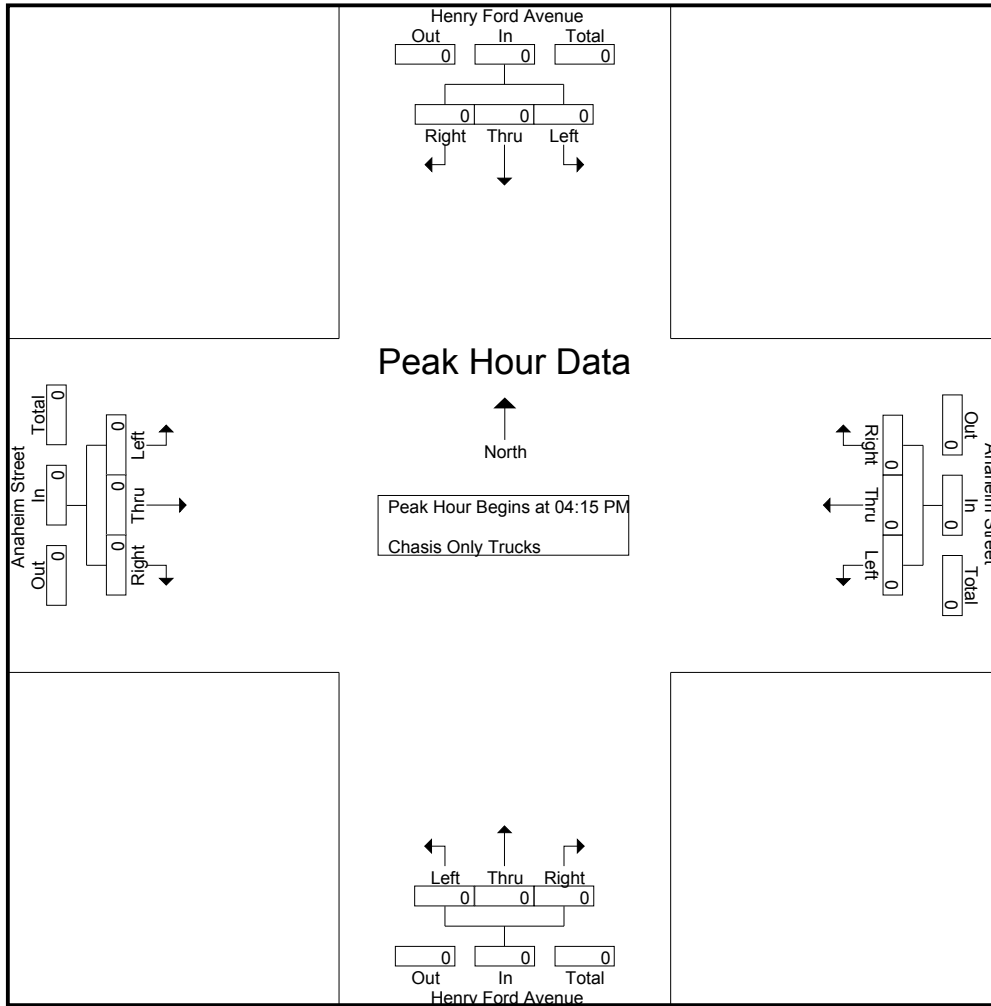 Henry Ford Avenue
Out In Total
0 0 0
0 0 0
Right Thru Left
Peak Hour Data
North
Peak Hour Begins at 04:15 PM
Chasis Only Trucks
Anaheim Street
Out In Total
0 0 0
0 0 0
Left Thru Right
Anaheim Street
Out In Total
0 0 0
0 0 0
Right Thru Left
Left Thru Right
0 0 0
0 0 0
Out In Total
Henry Ford Avenue